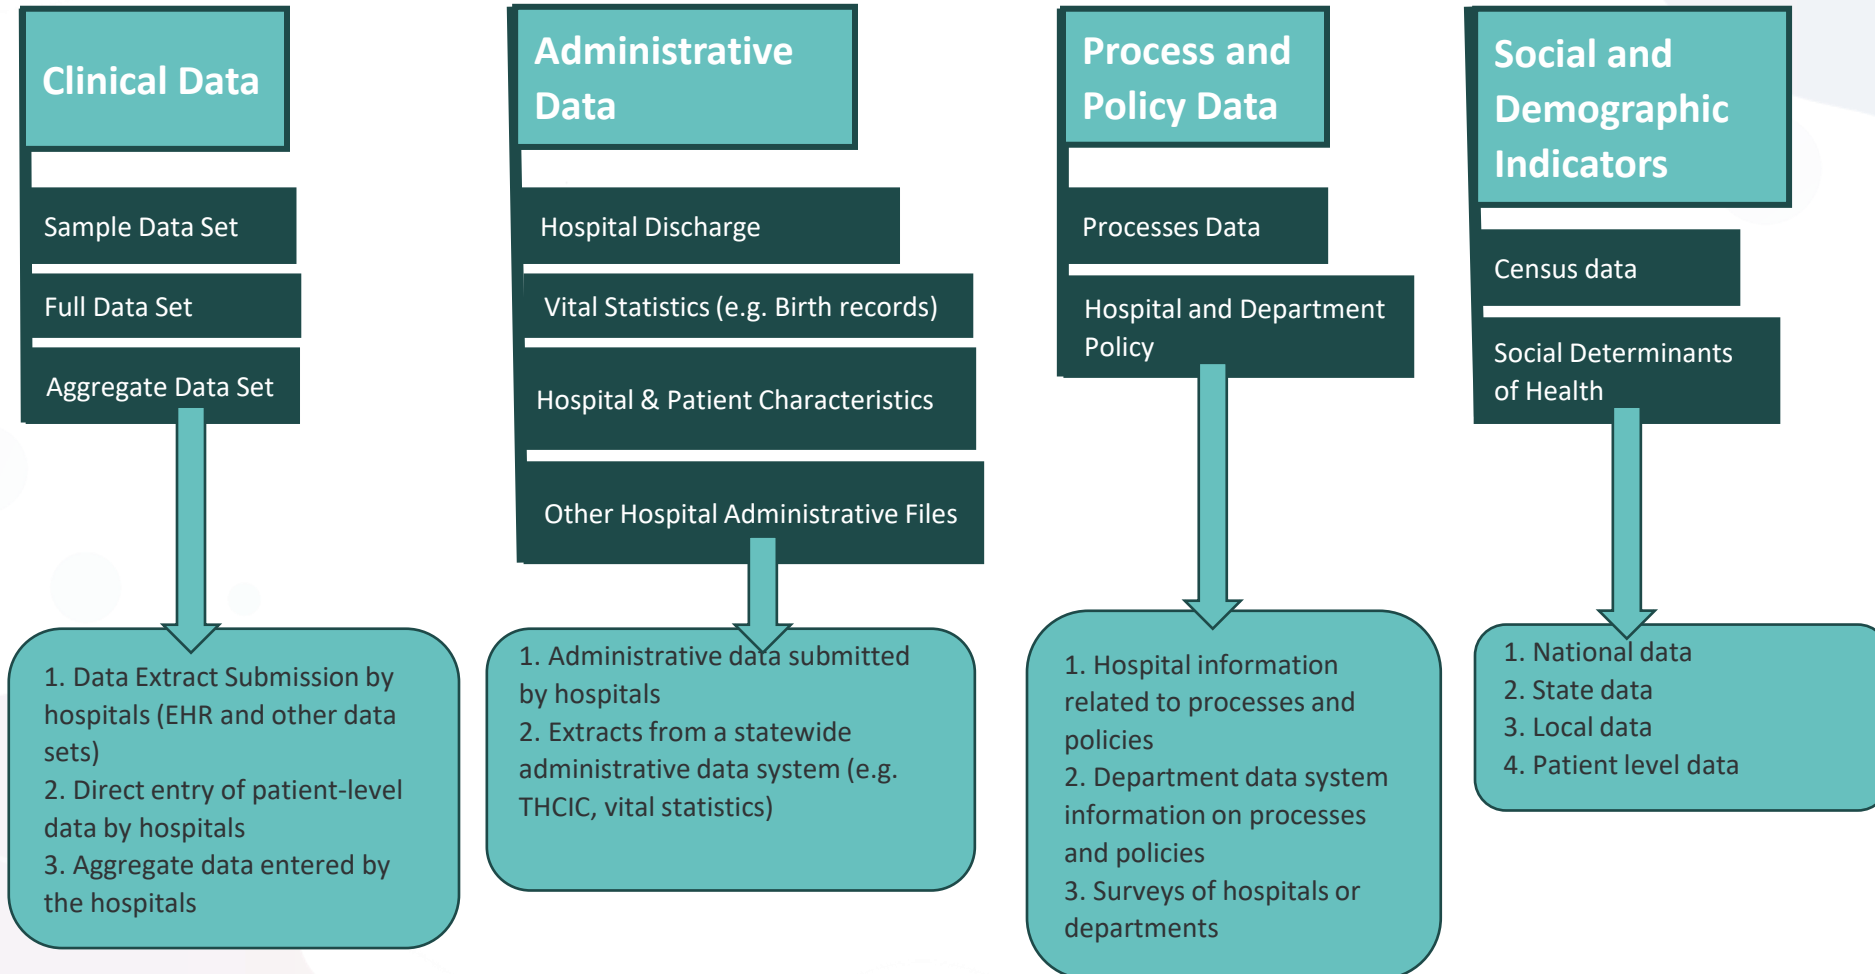 Clinical Data
Sample Data Set
Full Data Set
Aggregate Data Set
1. Data Extract Submission by
hospitals (EHR and other data
sets)
2. Direct entry of patient-level
data by hospitals
3. Aggregate data entered by
the hospitals
Administrative
Data
Hospital Discharge
Vital Statistics (e.g. Birth records)
Hospital & Patient Characteristics
Other Hospital Administrative Files
1. Administrative data submitted
by hospitals
2. Extracts from a statewide
administrative data system (e.g.
THCIC, vital statistics)
Process and
Policy Data
Processes Data
Hospital and Department
Policy
1. Hospital information
related to processes and
policies
2. Department data system
information on processes
and policies
3. Surveys of hospitals or
departments
Social and
Demographic
Indicators
Census data
Social Determinants
of Health
1. National data
2. State data
3. Local data
4. Patient level data